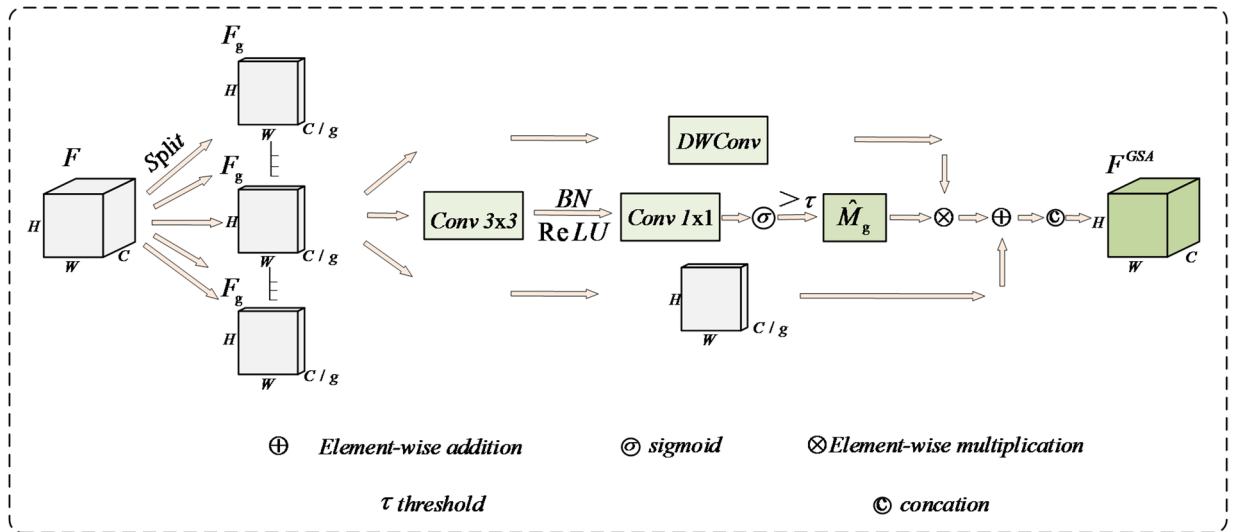 F
H
W
C
Split
F_g
H
W
C / g
F_g
H
W
C / g
F_g
H
W
C / g
DWConv
Conv 3x3
BN
ReLU
Conv 1x1
σ
> τ
M̂_g
⊗
⊕
©
H
W
C / g
F^GSA
H
W
C
⊕ Element-wise addition
σ sigmoid
⊗ Element-wise multiplication
τ threshold
© concation